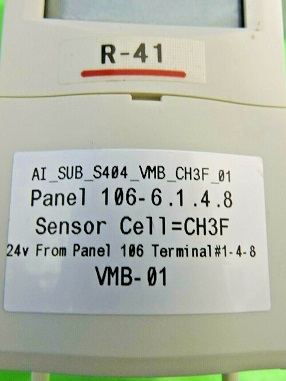 R-41
AI_SUB_S404_VMB_CH3F_01
Panel 106-6.1.4.8
Sensor Cell=CH3F
24v From Panel 106 Terminal#1-4-8
VMB-01